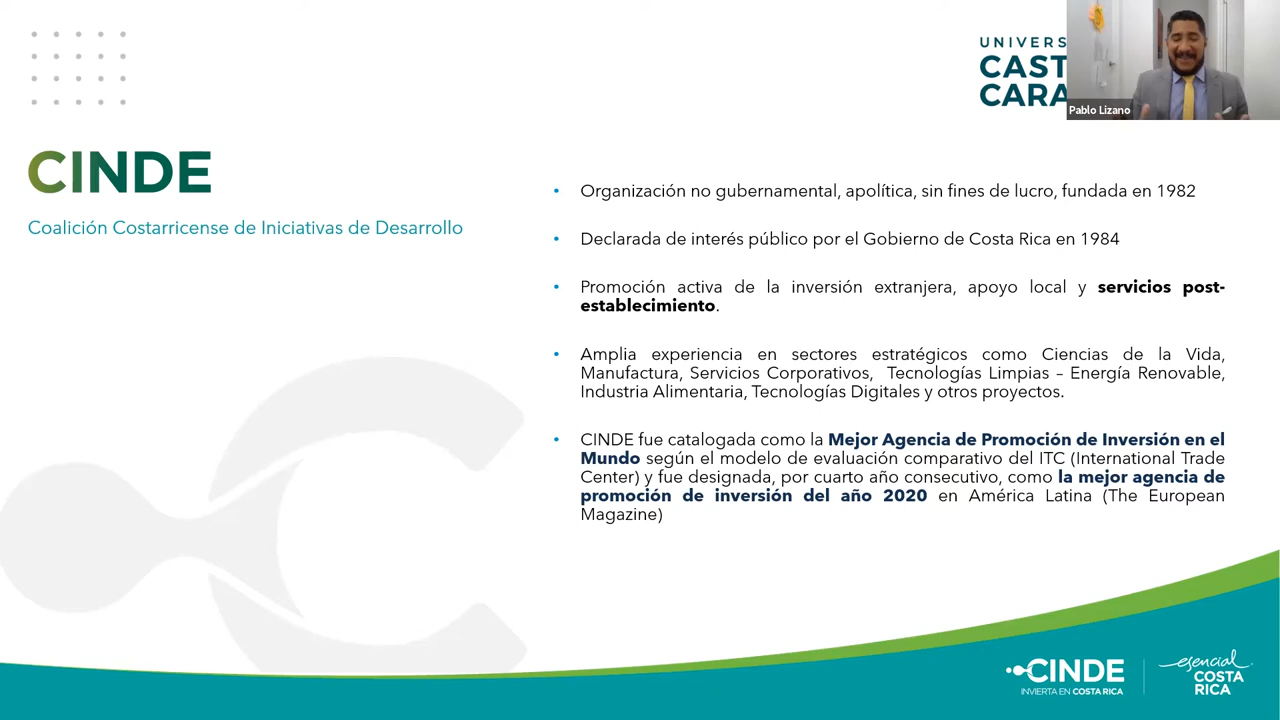 UNIVERS
CAST
CARA
Pablo Lizano
CINDE
Coalición Costarricense de Iniciativas de Desarrollo
• Organización no gubernamental, apolítica, sin fines de lucro, fundada en 1982
• Declarada de interés público por el Gobierno de Costa Rica en 1984
• Promoción activa de la inversión extranjera, apoyo local y servicios post-
establecimiento.
• Amplia experiencia en sectores estratégicos como Ciencias de la Vida,
Manufactura, Servicios Corporativos, Tecnologías Limpias – Energía Renovable,
Industria Alimentaria, Tecnologías Digitales y otros proyectos.
• CINDE fue catalogada como la Mejor Agencia de Promoción de Inversión en el
Mundo según el modelo de evaluación comparativo del ITC (International Trade
Center) y fue designada, por cuarto año consecutivo, como la mejor agencia de
promoción de inversión del año 2020 en América Latina (The European
Magazine)
CINDE
INVIERTA EN COSTA RICA
esencial
COSTA
RICA